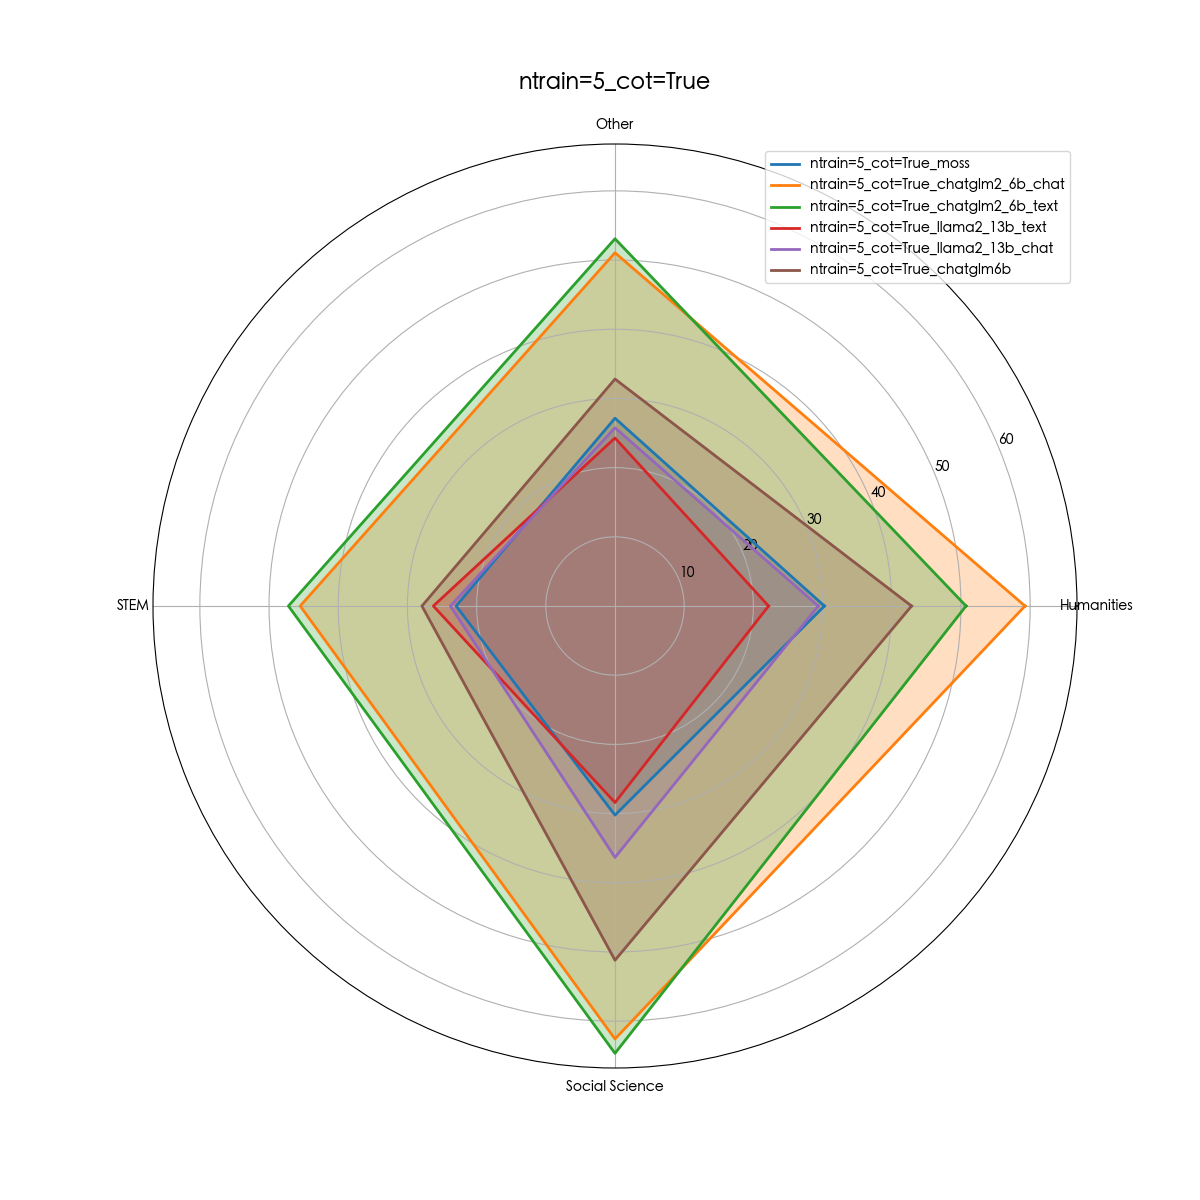 ntrain=5_cot=True
Other
ntrain=5_cot=True_moss
ntrain=5_cot=True_chatglm2_6b_chat
ntrain=5_cot=True_chatglm2_6b_text
ntrain=5_cot=True_llama2_13b_text
ntrain=5_cot=True_llama2_13b_chat
ntrain=5_cot=True_chatglm6b
60
50
40
30
20
10
STEM
Humanities
Social Science